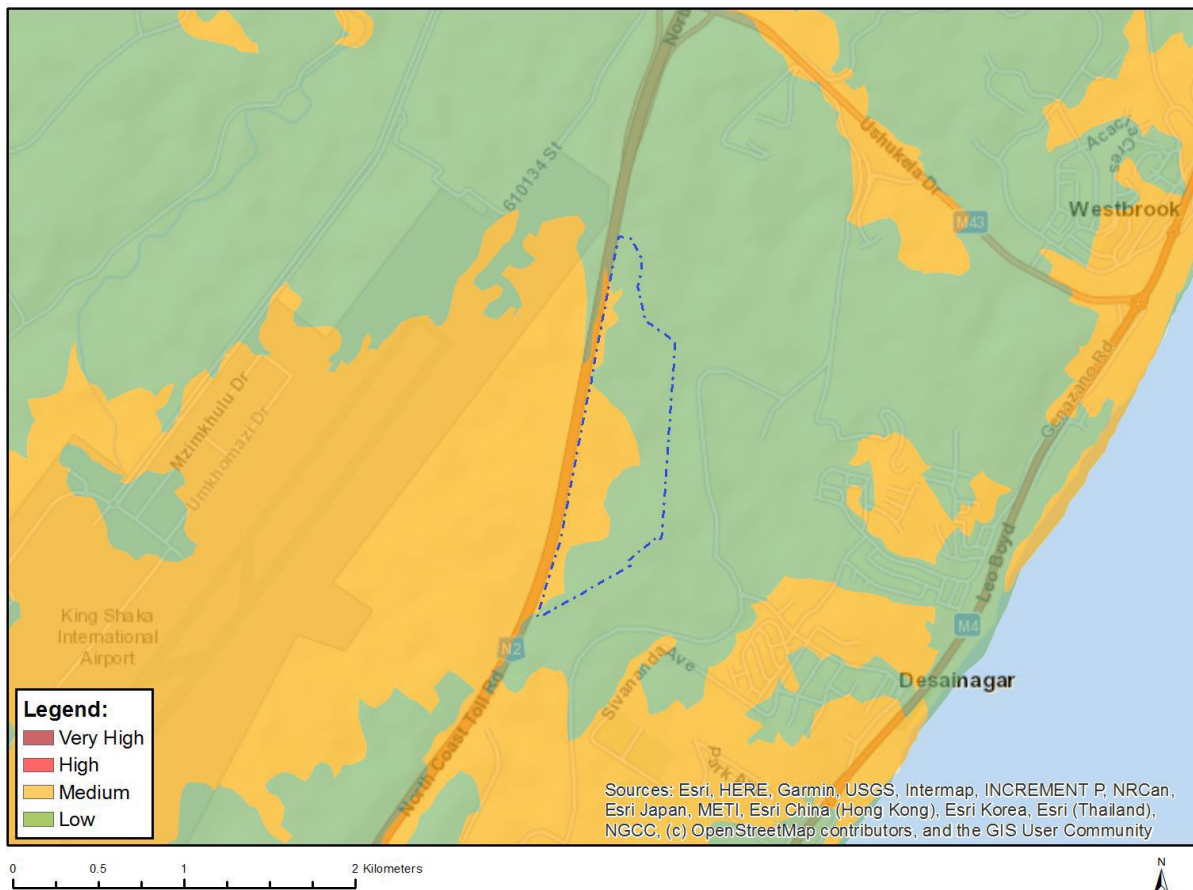 North
610134 St
Ushukela Dr
Acacia Cres
Westbrook
M43
Genazano Rd
Mzimkhulu Dr
Umkhomazi Dr
King Shaka
International
Airport
N2
North Coast Toll Rd
Sivananda Ave
Park Av
Leo Boyd
M4
Desainagar
Legend:
Very High
High
Medium
Low
Sources: Esri, HERE, Garmin, USGS, Intermap, INCREMENT P, NRCan,
Esri Japan, METI, Esri China (Hong Kong), Esri Korea, Esri (Thailand),
NGCC, (c) OpenStreetMap contributors, and the GIS User Community
0 0.5 1 2 Kilometers
N